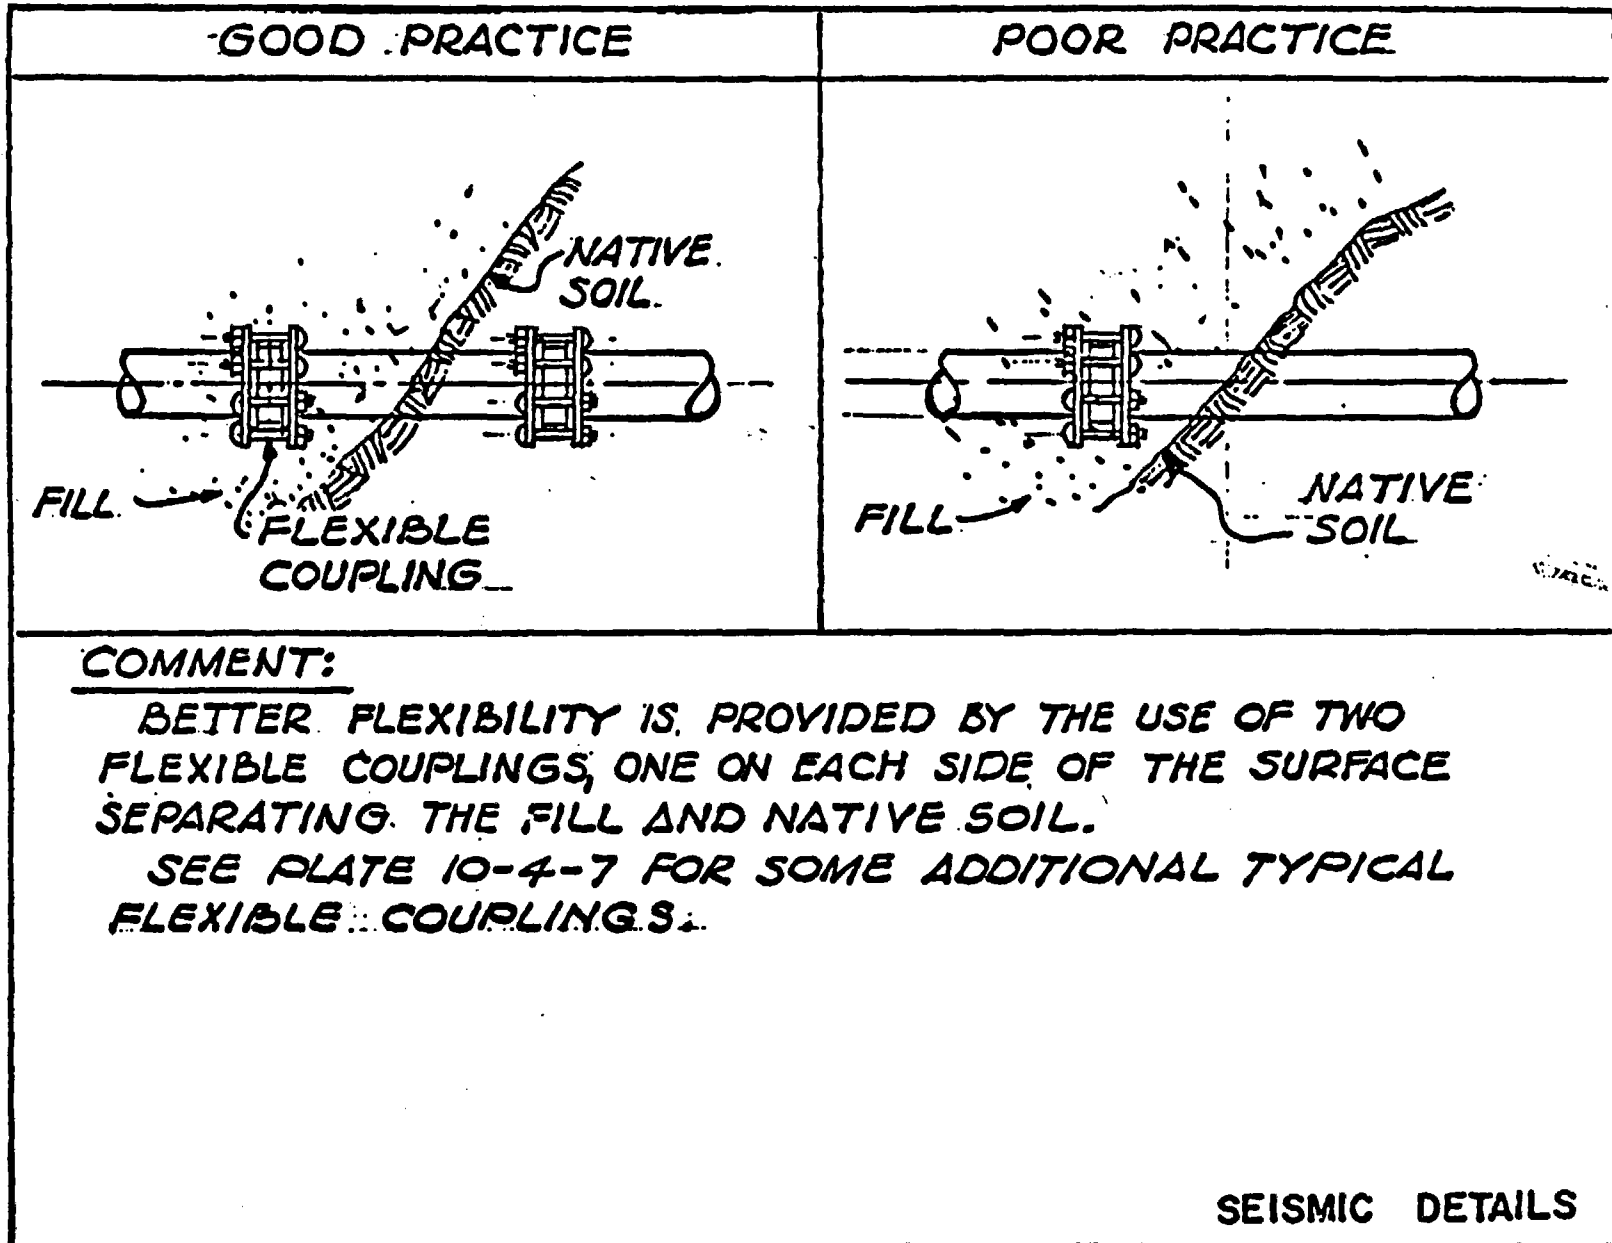 GOOD PRACTICE
POOR PRACTICE
NATIVE
SOIL
FILL
FLEXIBLE
COUPLING
FILL
NATIVE
SOIL
COMMENT:
BETTER FLEXIBILITY IS PROVIDED BY THE USE OF TWO
FLEXIBLE COUPLINGS, ONE ON EACH SIDE OF THE SURFACE
SEPARATING THE FILL AND NATIVE SOIL.
SEE PLATE 10-4-7 FOR SOME ADDITIONAL TYPICAL
FLEXIBLE COUPLINGS.
SEISMIC DETAILS